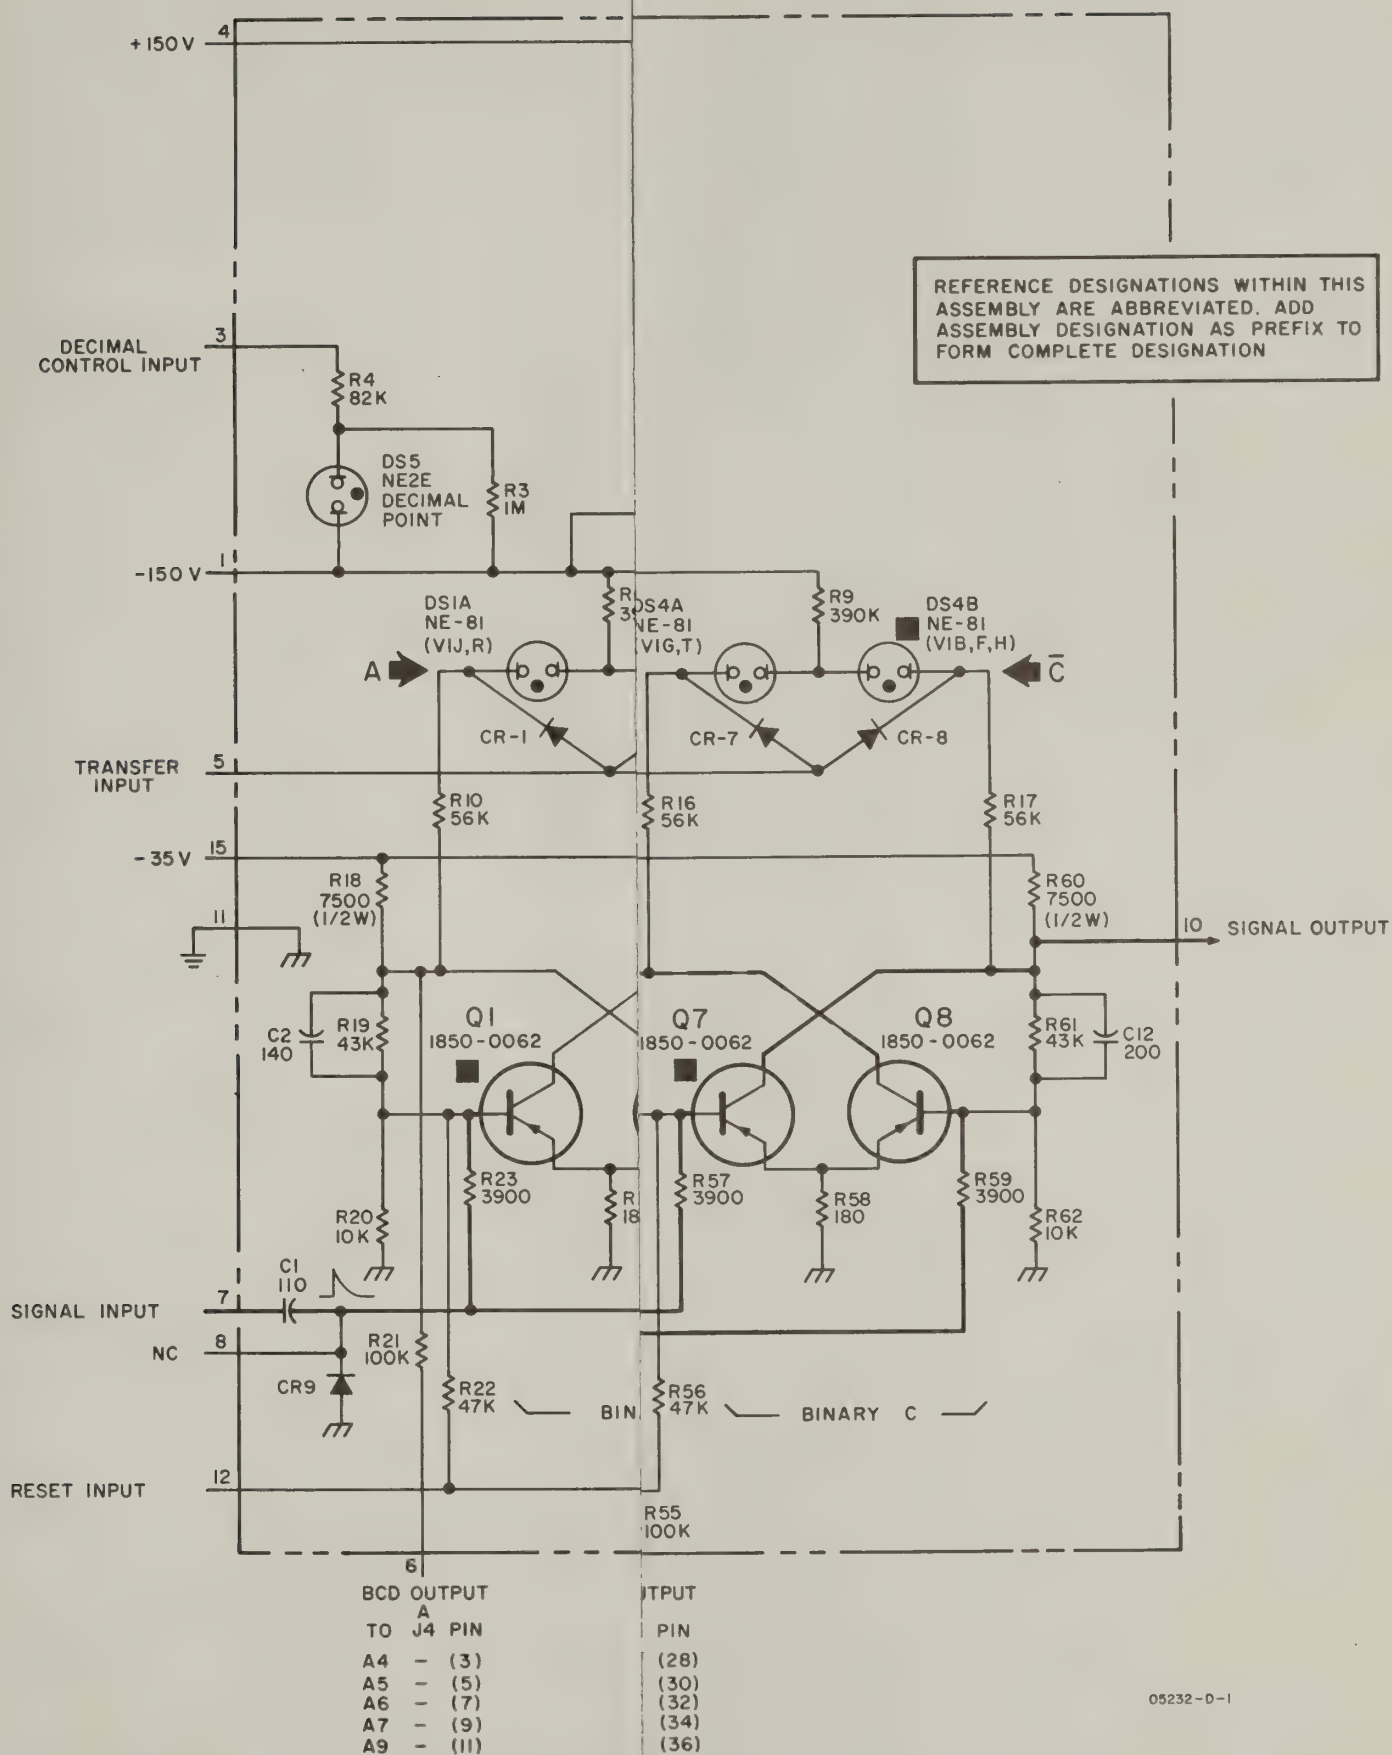 4
+150V
REFERENCE DESIGNATIONS WITHIN THIS
ASSEMBLY ARE ABBREVIATED. ADD
ASSEMBLY DESIGNATION AS PREFIX TO
FORM COMPLETE DESIGNATION
3
DECIMAL
CONTROL INPUT
R4
82K
DS5
NE2E
DECIMAL
POINT
R3
1M
1
-150V
DS1A
NE-81
(VIJ,R)
R
39
DS4A
NE-81
(VIG,T)
R9
390K
DS4B
NE-81
(VIB,F,H)
A
C̅
CR-1
CR-7
CR-8
5
TRANSFER
INPUT
R10
56K
R16
56K
R17
56K
15
-35V
R18
7500
(1/2W)
R60
7500
(1/2W)
11
10
SIGNAL OUTPUT
C2
140
R19
43K
Q1
1850-0062
Q7
1850-0062
Q8
1850-0062
R61
43K
C12
200
R23
3900
R
18
R57
3900
R58
180
R59
3900
R20
10K
R62
10K
C1
110
7
SIGNAL INPUT
8
NC
CR9
R21
100K
R22
47K
BIN
R56
47K
BINARY C
12
RESET INPUT
R55
100K
6
BCD OUTPUT
A
TO J4 PIN
A4 - (3)
A5 - (5)
A6 - (7)
A7 - (9)
A9 - (11)
TPUT
PIN
(28)
(30)
(32)
(34)
(36)
05232-D-1